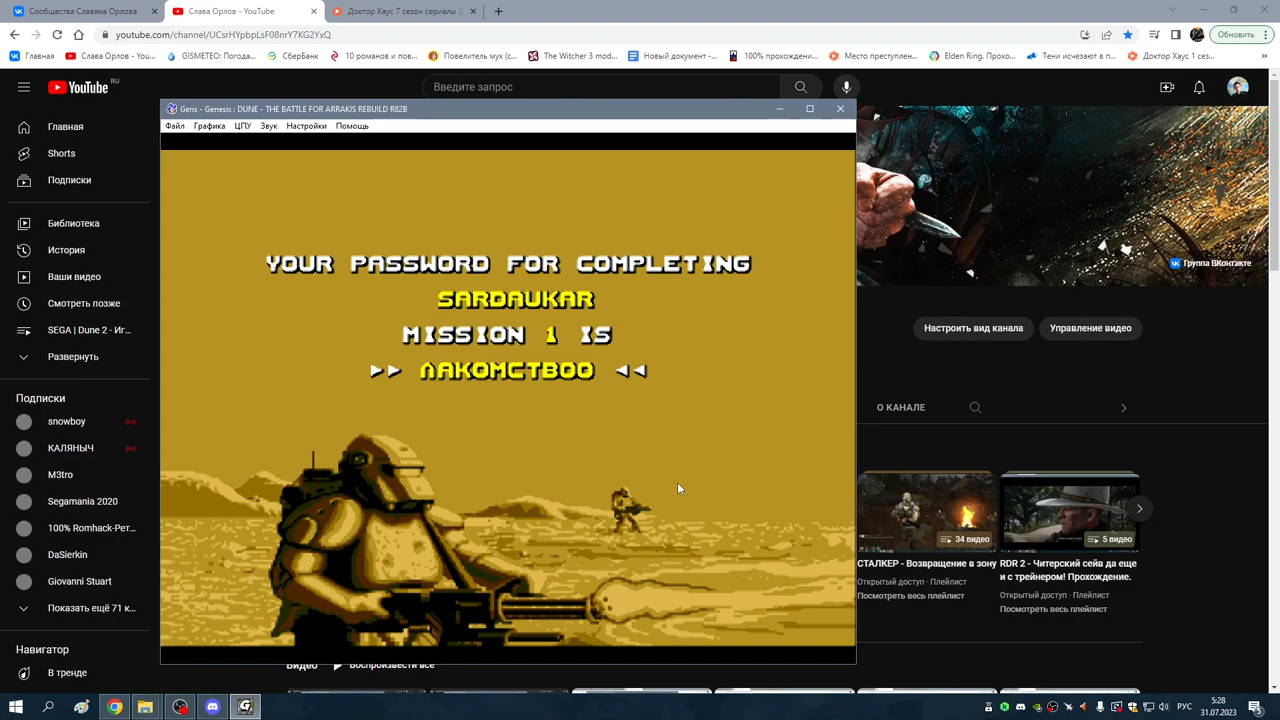 Сообщества Славяна Орлова
Слава Орлов - YouTube
Доктор Хаус 7 сезон сериалы З
youtube.com/channel/UCsrHYpbpLsF08nrY7KG2YxQ
Обновить
Главная
Слава Орлов - You...
GISMETEO: Погода...
СберБанк
10 романов и пов...
Повелитель мух (с...
The Witcher 3 mod...
Новый документ -...
100% прохождени...
Место преступлен...
Elden Ring. Прохо...
Тени исчезают в п...
Доктор Хаус 1 сез...
»
YouTube RU
Введите запрос
Gens - Genesis : DUNE - THE BATTLE FOR ARRAKIS REBUILD R82B
Файл Графика ЦПУ Звук Настройки Помощь
YOUR PASSWORD FOR COMPLETING
SARDAUKAR
MISSION 1 IS
ЛАКОМСТВОО
Главная
Shorts
Подписки
Библиотека
История
Ваши видео
Смотреть позже
SEGA | Dune 2 - Иг...
Развернуть
Подписки
snowboy
КАЛЯНЫЧ
M3tro
Segamania 2020
100% Romhack-Рет...
DaSierkin
Giovanni Stuart
Показать ещё 71 к...
Навигатор
В тренде
Группа ВКонтакте
Настроить вид канала
Управление видео
О КАНАЛЕ
34 видео
5 видео
СТАЛКЕР - Возвращение в зону
Открытый доступ · Плейлист
Посмотреть весь плейлист
RDR 2 - Читерский сейв да еще
и с трейнером! Прохождение.
Открытый доступ · Плейлист
Посмотреть весь плейлист
Видео
Воспроизвести все
РУС
5:28
31.07.2023